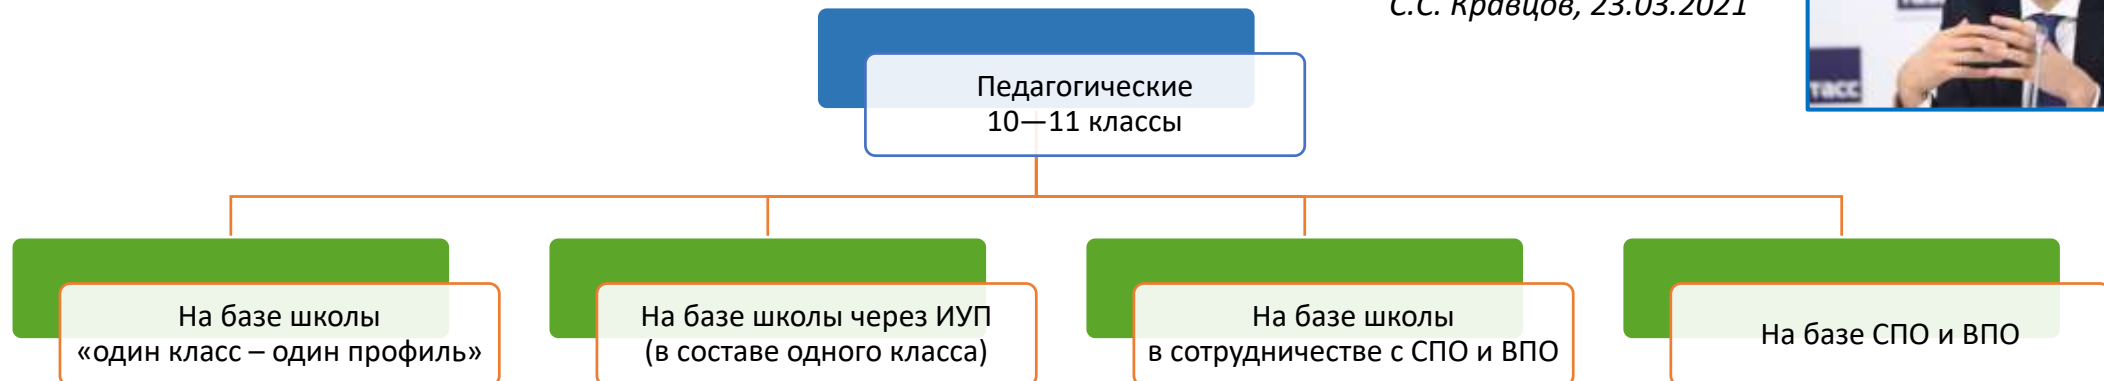 С.С. Кравцов, 23.03.2021
тасс
Педагогические
10—11 классы
На базе школы
«один класс – один профиль»
На базе школы через ИУП
(в составе одного класса)
На базе школы
в сотрудничестве с СПО и ВПО
На базе СПО и ВПО